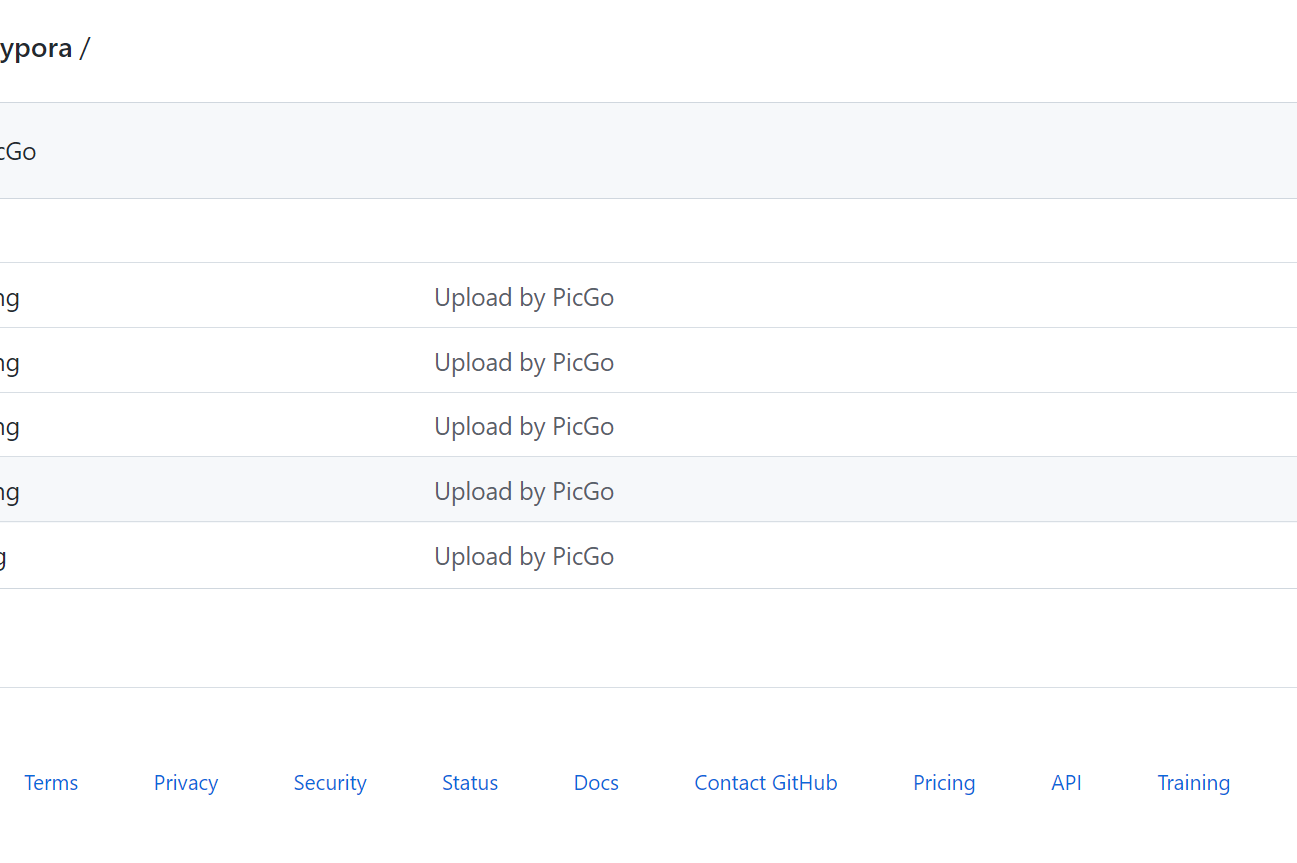 ypora /
cGo
ng Upload by PicGo
ng Upload by PicGo
ng Upload by PicGo
ng Upload by PicGo
g Upload by PicGo
Terms Privacy Security Status Docs Contact GitHub Pricing API Training